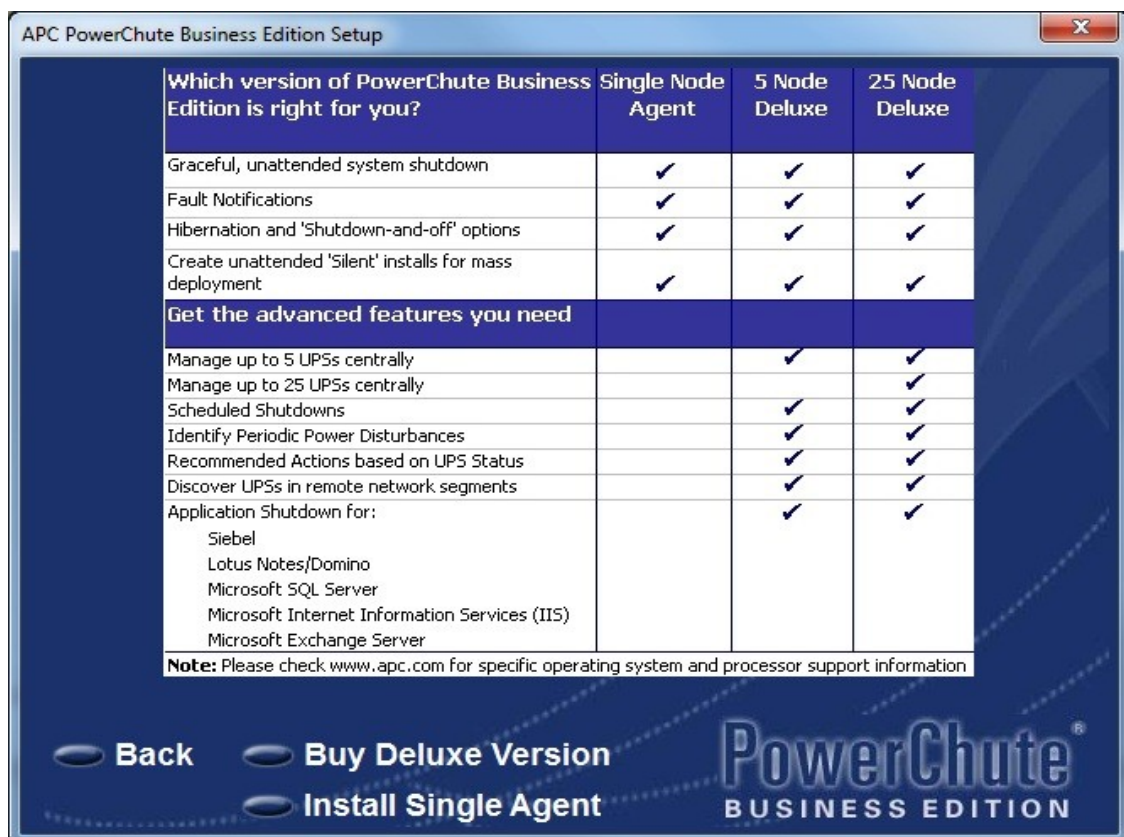 APC PowerChute Business Edition Setup
Which version of PowerChute Business Single Node 5 Node 25 Node
Edition is right for you? Agent Deluxe Deluxe
Graceful, unattended system shutdown ✓ ✓ ✓
Fault Notifications ✓ ✓ ✓
Hibernation and 'Shutdown-and-off' options ✓ ✓ ✓
Create unattended 'Silent' installs for mass
deployment ✓ ✓ ✓
Get the advanced features you need
Manage up to 5 UPSs centrally ✓ ✓
Manage up to 25 UPSs centrally ✓
Scheduled Shutdowns ✓ ✓
Identify Periodic Power Disturbances ✓ ✓
Recommended Actions based on UPS Status ✓ ✓
Discover UPSs in remote network segments ✓ ✓
Application Shutdown for: ✓ ✓
Siebel
Lotus Notes/Domino
Microsoft SQL Server
Microsoft Internet Information Services (IIS)
Microsoft Exchange Server
Note: Please check www.apc.com for specific operating system and processor support information
Back Buy Deluxe Version
Install Single Agent
PowerChute®
BUSINESS EDITION